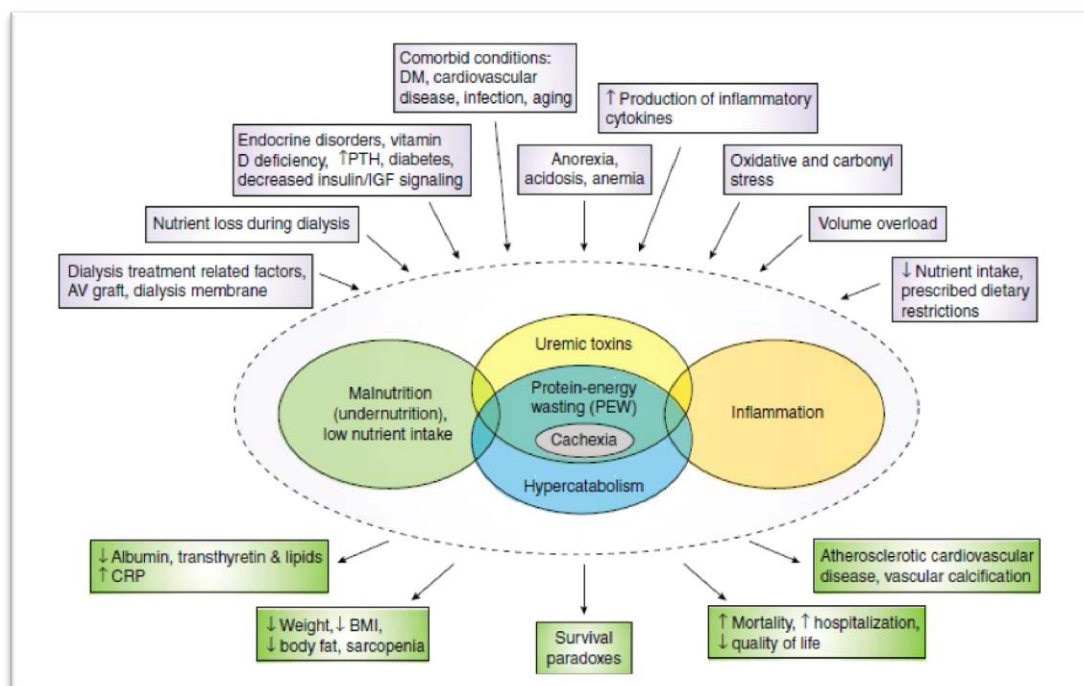 Comorbid conditions:
DM, cardiovascular
disease, infection, aging
↑ Production of inflammatory
cytokines
Endocrine disorders, vitamin
D deficiency, ↑PTH, diabetes,
decreased insulin/IGF signaling
Anorexia,
acidosis, anemia
Oxidative and carbonyl
stress
Nutrient loss during dialysis
Volume overload
Dialysis treatment related factors,
AV graft, dialysis membrane
↓ Nutrient intake,
prescribed dietary
restrictions
Uremic toxins
Malnutrition
(undernutrition),
low nutrient intake
Protein-energy
wasting (PEW)
Cachexia
Inflammation
Hypercatabolism
↓ Albumin, transthyretin & lipids
↑ CRP
Atherosclerotic cardiovascular
disease, vascular calcification
↓ Weight, ↓ BMI,
↓ body fat, sarcopenia
Survival
paradoxes
↑ Mortality, ↑ hospitalization,
↓ quality of life